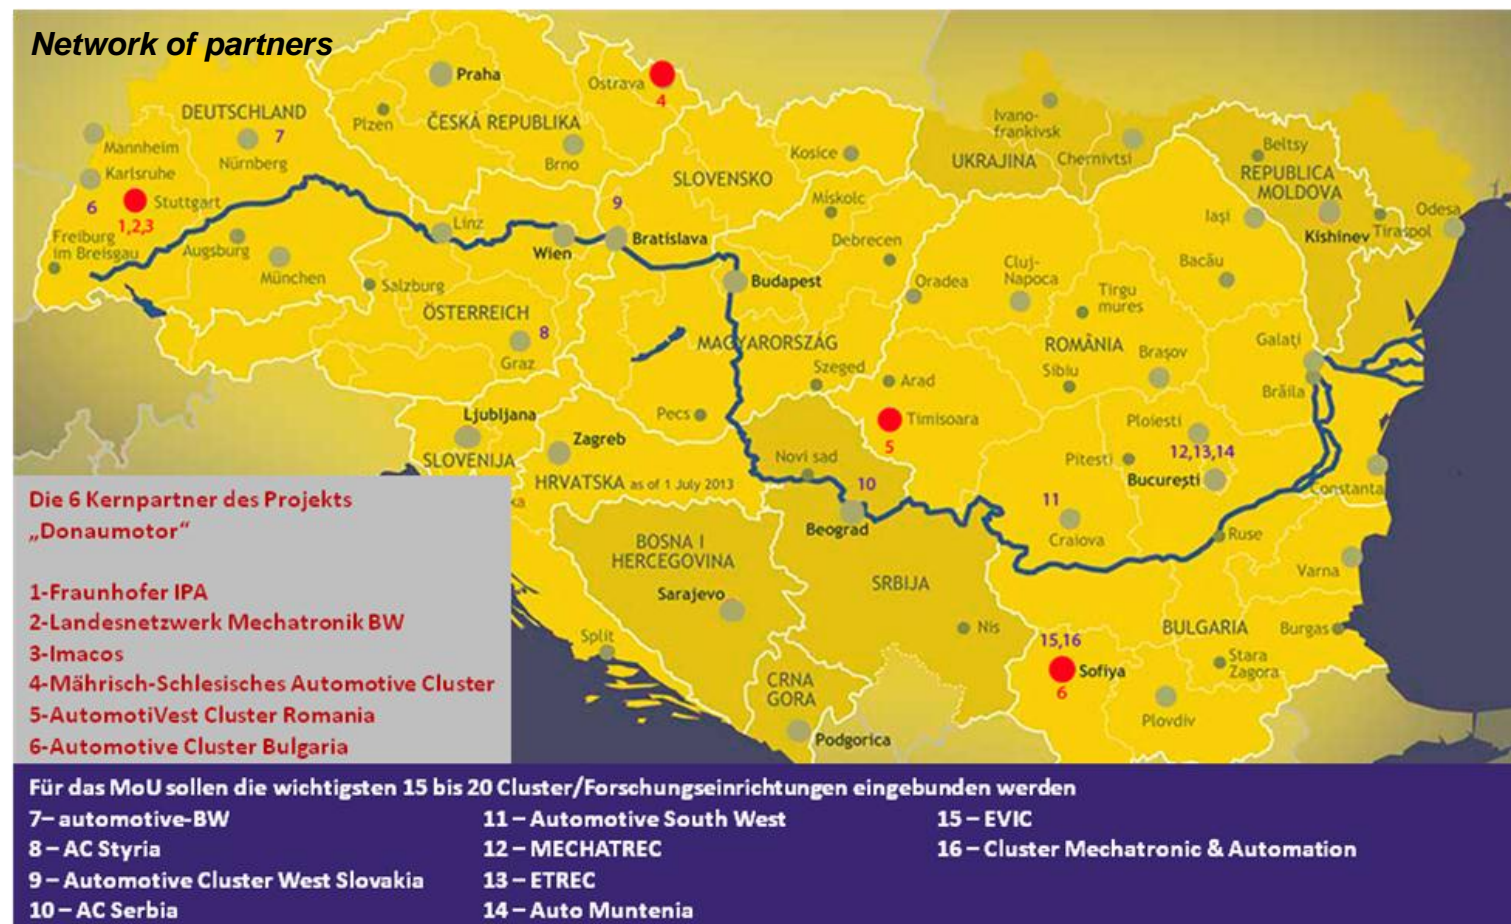 Network of partners
Praha
Ostrava
4
DEUTSCHLAND
7
Plzen
ČESKÁ REPUBLIKA
Mannheim
Nürnberg
Brno
Karlsruhe
6
Stuttgart
1,2,3
SLOVENSKO
Kosice
Ivano-
frankivsk
UKRAJINA
Chernivtsi
Beltsy
REPUBLICA
MOLDOVA
Freiburg
im Breisgau
Augsburg
München
Linz
Wien
9
Bratislava
Miskolc
Debrecen
Iași
Kishinev
Tiraspol
Odesa
Salzburg
ÖSTERREICH
8
Graz
Budapest
Oradea
Cluj-
Napoca
Tirgu
mures
Bacău
MAGYARORSZÁG
Szeged
Arad
ROMÂNIA
Sibiu
Brașov
Galați
Brăila
Ljubljana
SLOVENIJA
Zagreb
Pecs
HRVATSKA as of 1 July 2013
Timisoara
5
Ploiesti
12,13,14
Pitesti
București
Constanta
Novi sad
10
Beograd
11
Craiova
Ruse
ka
BOSNA I
HERCEGOVINA
Sarajevo
SRBIJA
Varna
Split
Nis
15,16
Sofiya
6
BULGARIA
Burgas
Stara
Zagora
CRNA
GORA
Podgorica
Plovdiv
Die 6 Kernpartner des Projekts
„Donaumotor“
1-Fraunhofer IPA
2-Landesnetzwerk Mechatronik BW
3-Imacos
4-Mährisch-Schlesisches Automotive Cluster
5-AutomotiVest Cluster Romania
6-Automotive Cluster Bulgaria
Für das MoU sollen die wichtigsten 15 bis 20 Cluster/Forschungseinrichtungen eingebunden werden
7– automotive-BW
8 – AC Styria
9 – Automotive Cluster West Slovakia
10 – AC Serbia
11 – Automotive South West
12 – MECHATREC
13 – ETREC
14 – Auto Muntenia
15 – EVIC
16 – Cluster Mechatronic & Automation